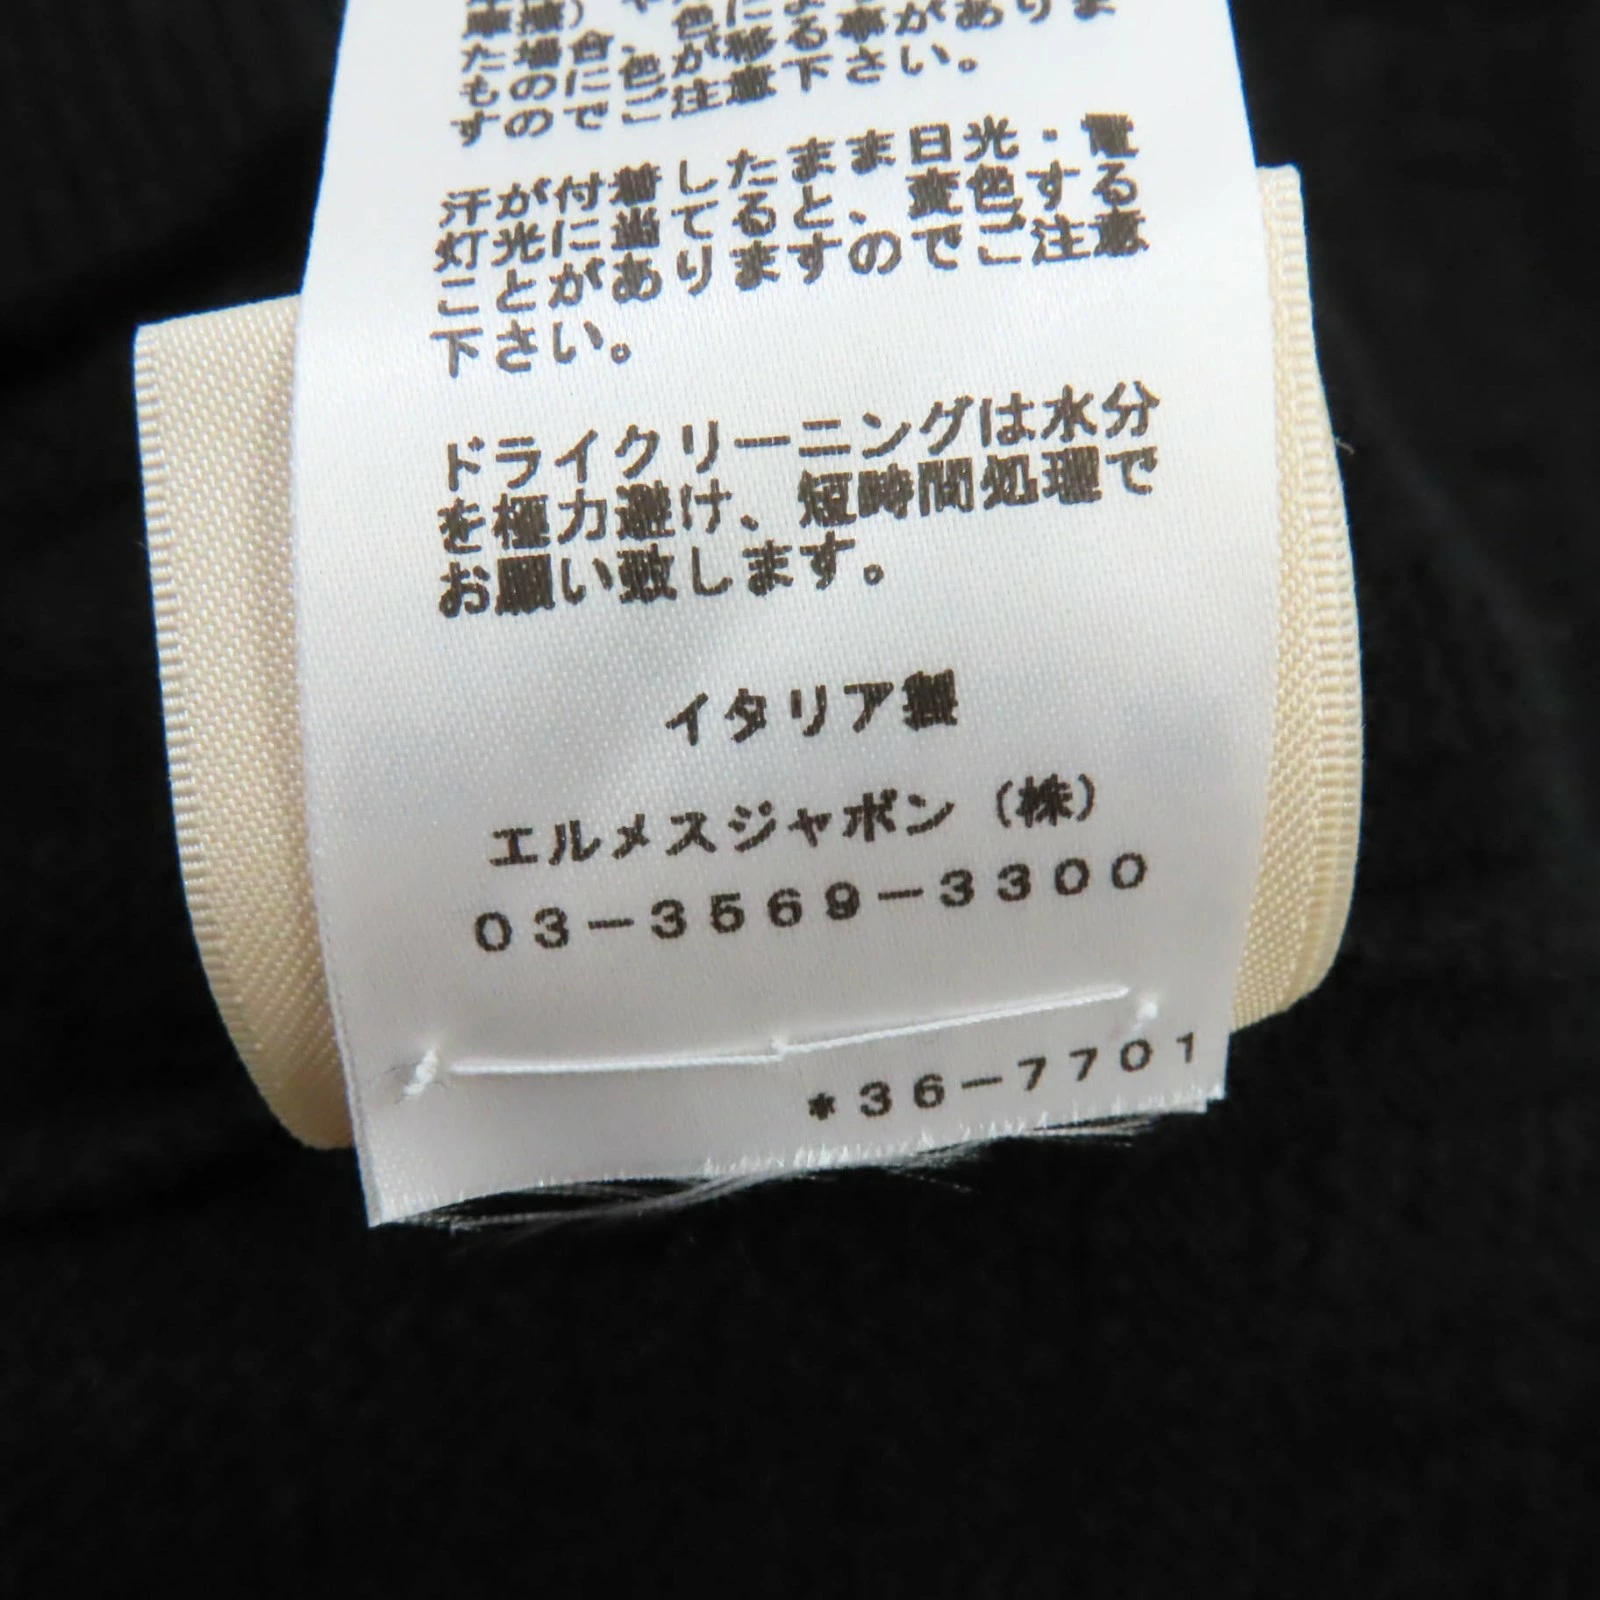 摩擦）
た場合、色が移る事があります
ものに色が移る事がありま
すのでご注意下さい。
汗が付着したまま日光・電
灯光に当てると、変色する
ことがありますのでご注意
下さい。
ドライクリーニングは水分
を極力避け、短時間処理で
お願い致します。
イタリア製
エルメスジャポン（株）
03-3569-3300
*36-7701